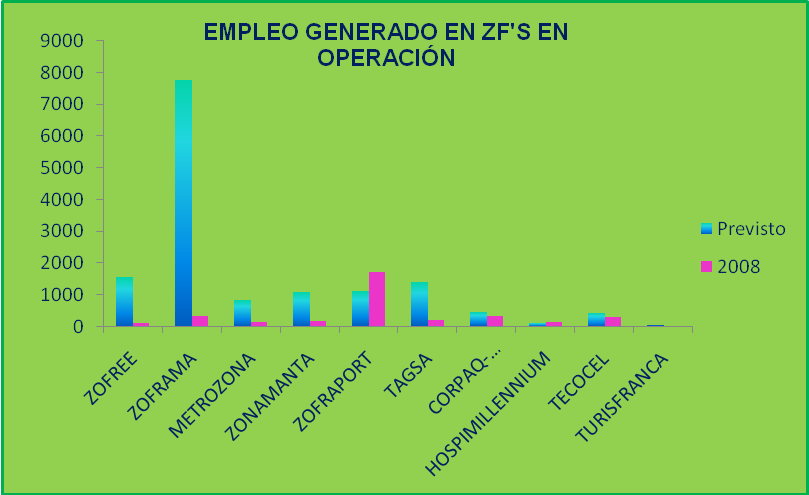 EMPLEO GENERADO EN ZF'S EN
OPERACIÓN
9000
8000
7000
6000
5000
4000
3000
2000
1000
0
ZOFREE
ZOFRAMA
METROZONA
ZONAMANTA
ZOFRAPORT
TAGSA
CORPAQ-...
HOSPIMILLENNIUM
TECOCEL
TURISFRANCA
Previsto
2008